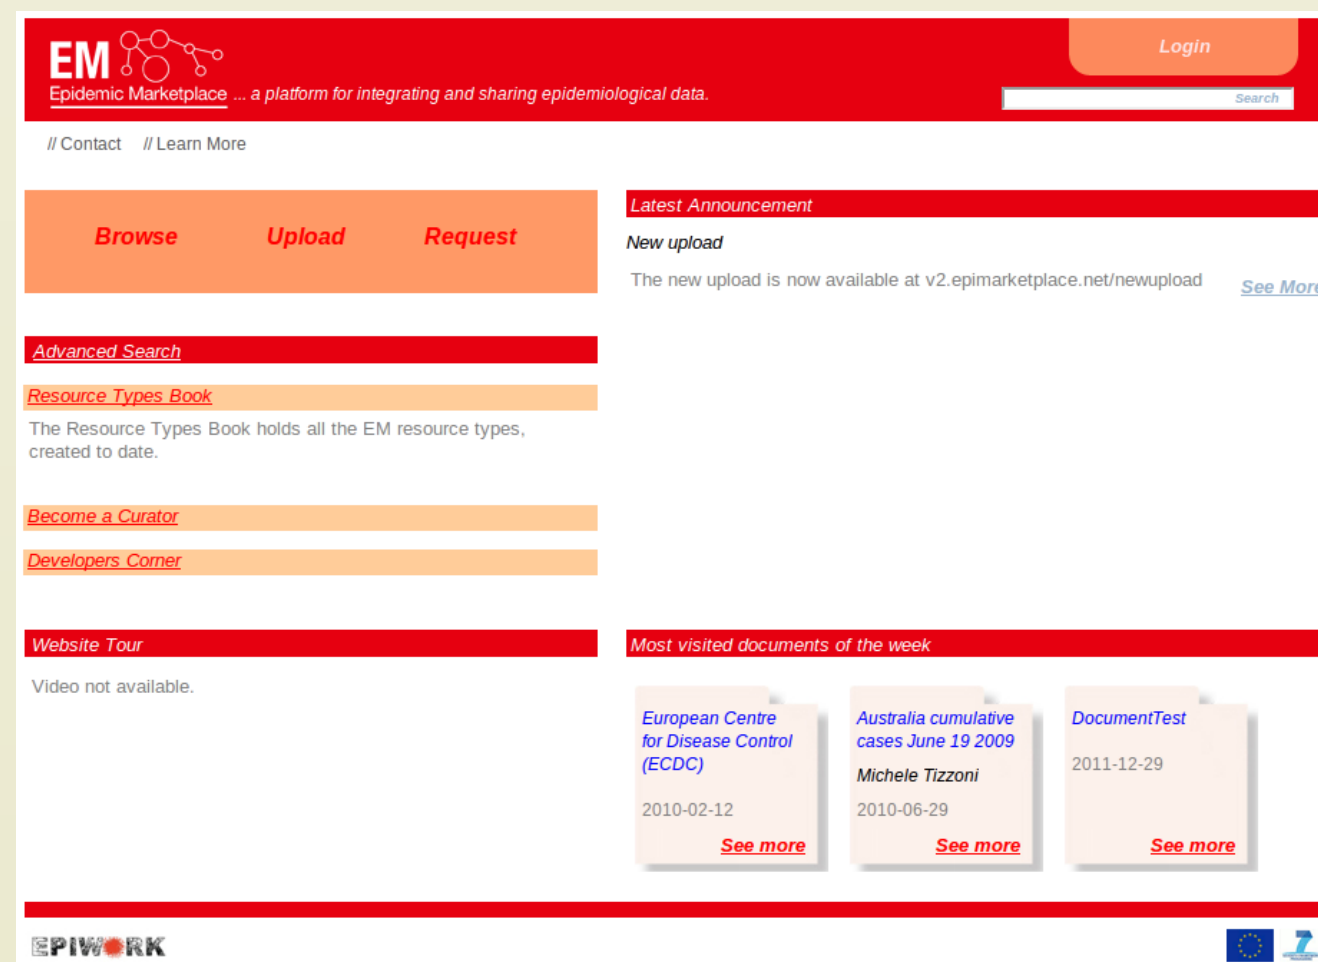 EM
Epidemic Marketplace ... a platform for integrating and sharing epidemiological data.
Login
Search
// Contact // Learn More
Browse Upload Request
Latest Announcement
New upload
The new upload is now available at v2.epimarketplace.net/newupload
See More
Advanced Search
Resource Types Book
The Resource Types Book holds all the EM resource types,
created to date.
Become a Curator
Developers Corner
Website Tour
Video not available.
Most visited documents of the week
European Centre
for Disease Control
(ECDC)
2010-02-12
See more
Australia cumulative
cases June 19 2009
Michele Tizzoni
2010-06-29
See more
DocumentTest
2011-12-29
See more
EPIWORK
7